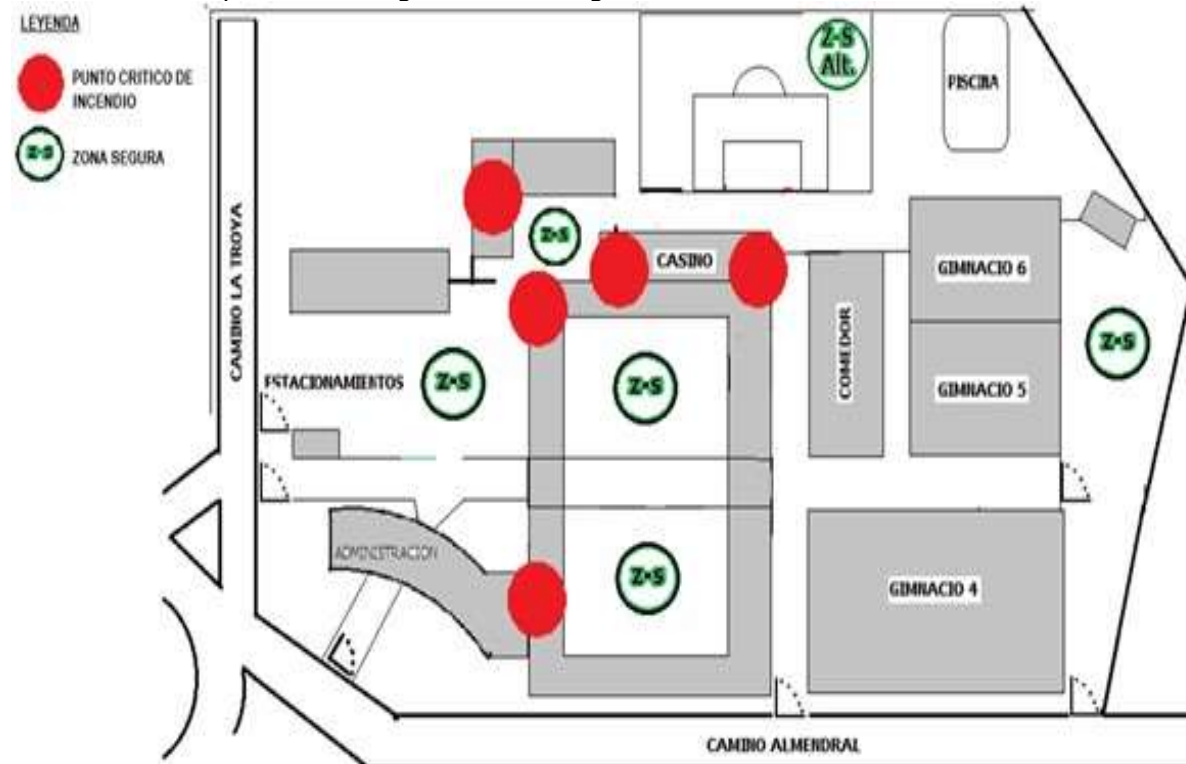 LEYENDA
PUNTO CRITICO DE
INCENDIO
Z-S
ZONA SEGURA
Z-S
Alt.
PISCINA
CAMINO LA TROYA
Z-S
CASINO
GIMNACIO 6
COMEDOR
Z-S
ESTACIONAMIENTOS
Z-S
Z-S
GIMNACIO 5
ADMINISTRACION
Z-S
GIMNACIO 4
CAMINO ALMENDRAL